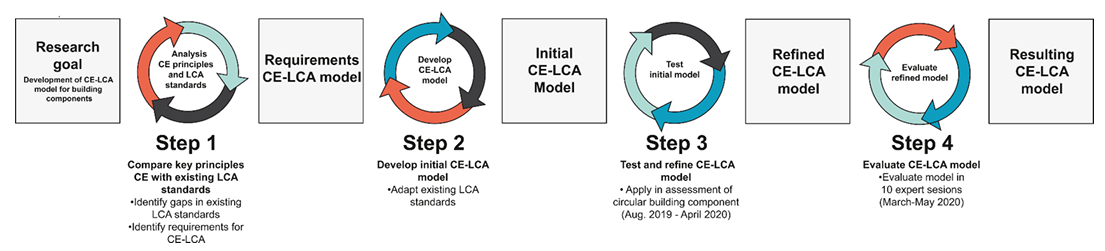 Research
goal
Development of CE-LCA
model for building
components
Analysis
CE principles
and LCA
standards
Step 1
Compare key principles
CE with existing LCA
standards
•Identify gaps in existing
LCA standards
•Identify requirements for
CE-LCA
Requirements
CE-LCA model
Develop
CE-LCA
model
Step 2
Develop initial CE-LCA
model
•Adapt existing LCA
standards
Initial
CE-LCA
Model
Test
initial model
Step 3
Test and refine CE-LCA
model
• Apply in assessment of
circular building component
(Aug. 2019 - April 2020)
Refined
CE-LCA
model
Evaluate
refined model
Step 4
Evaluate CE-LCA model
•Evaluate model in
10 expert sesions
(March-May 2020)
Resulting
CE-LCA
model